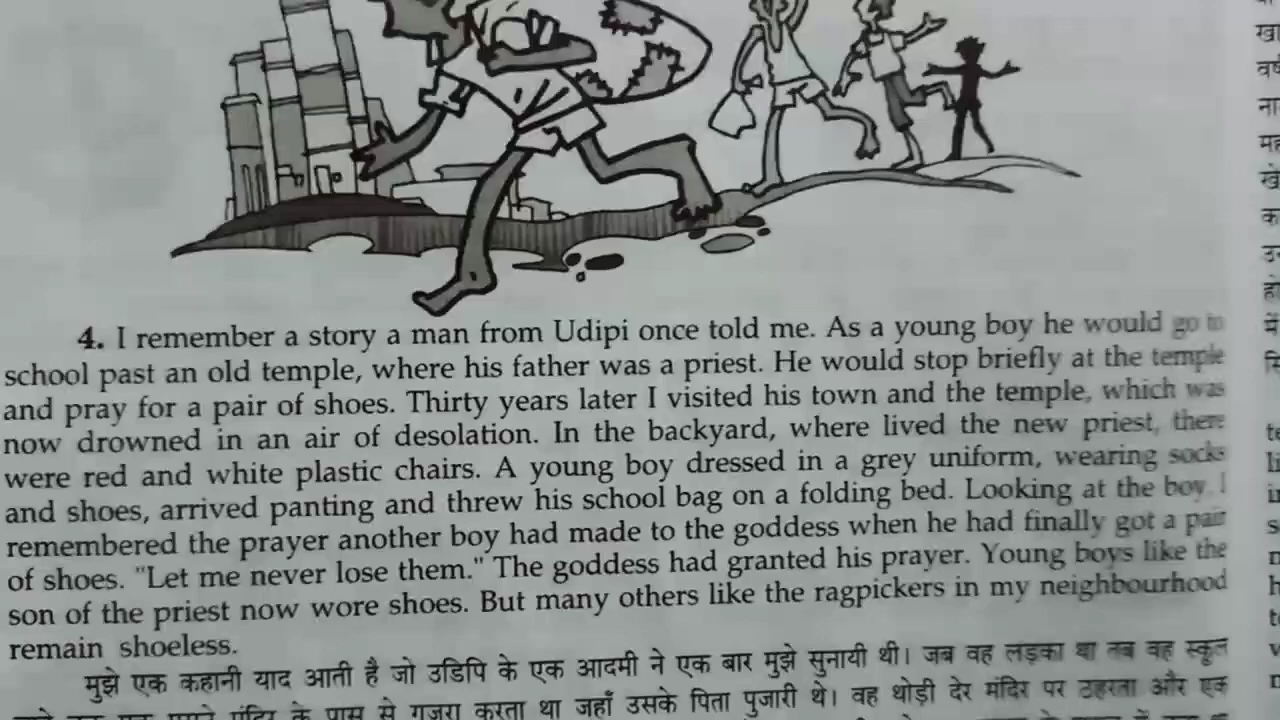 4. I remember a story a man from Udipi once told me. As a young boy he would go to
school past an old temple, where his father was a priest. He would stop briefly at the temple
and pray for a pair of shoes. Thirty years later I visited his town and the temple, which was
now drowned in an air of desolation. In the backyard, where lived the new priest, there
were red and white plastic chairs. A young boy dressed in a grey uniform, wearing socks
and shoes, arrived panting and threw his school bag on a folding bed. Looking at the boy, I
remembered the prayer another boy had made to the goddess when he had finally got a pair
of shoes. "Let me never lose them." The goddess had granted his prayer. Young boys like the
son of the priest now wore shoes. But many others like the ragpickers in my neighbourhood
remain shoeless.
मुझे एक कहानी याद आती है जो उडिपि के एक आदमी ने एक बार मुझे सुनायी थी। जब वह लड़का था तब वह स्कूल
के पास से गुजरा करता था जहाँ उसके पिता पुजारी थे। वह थोड़ी देर मंदिर पर ठहरता और एक